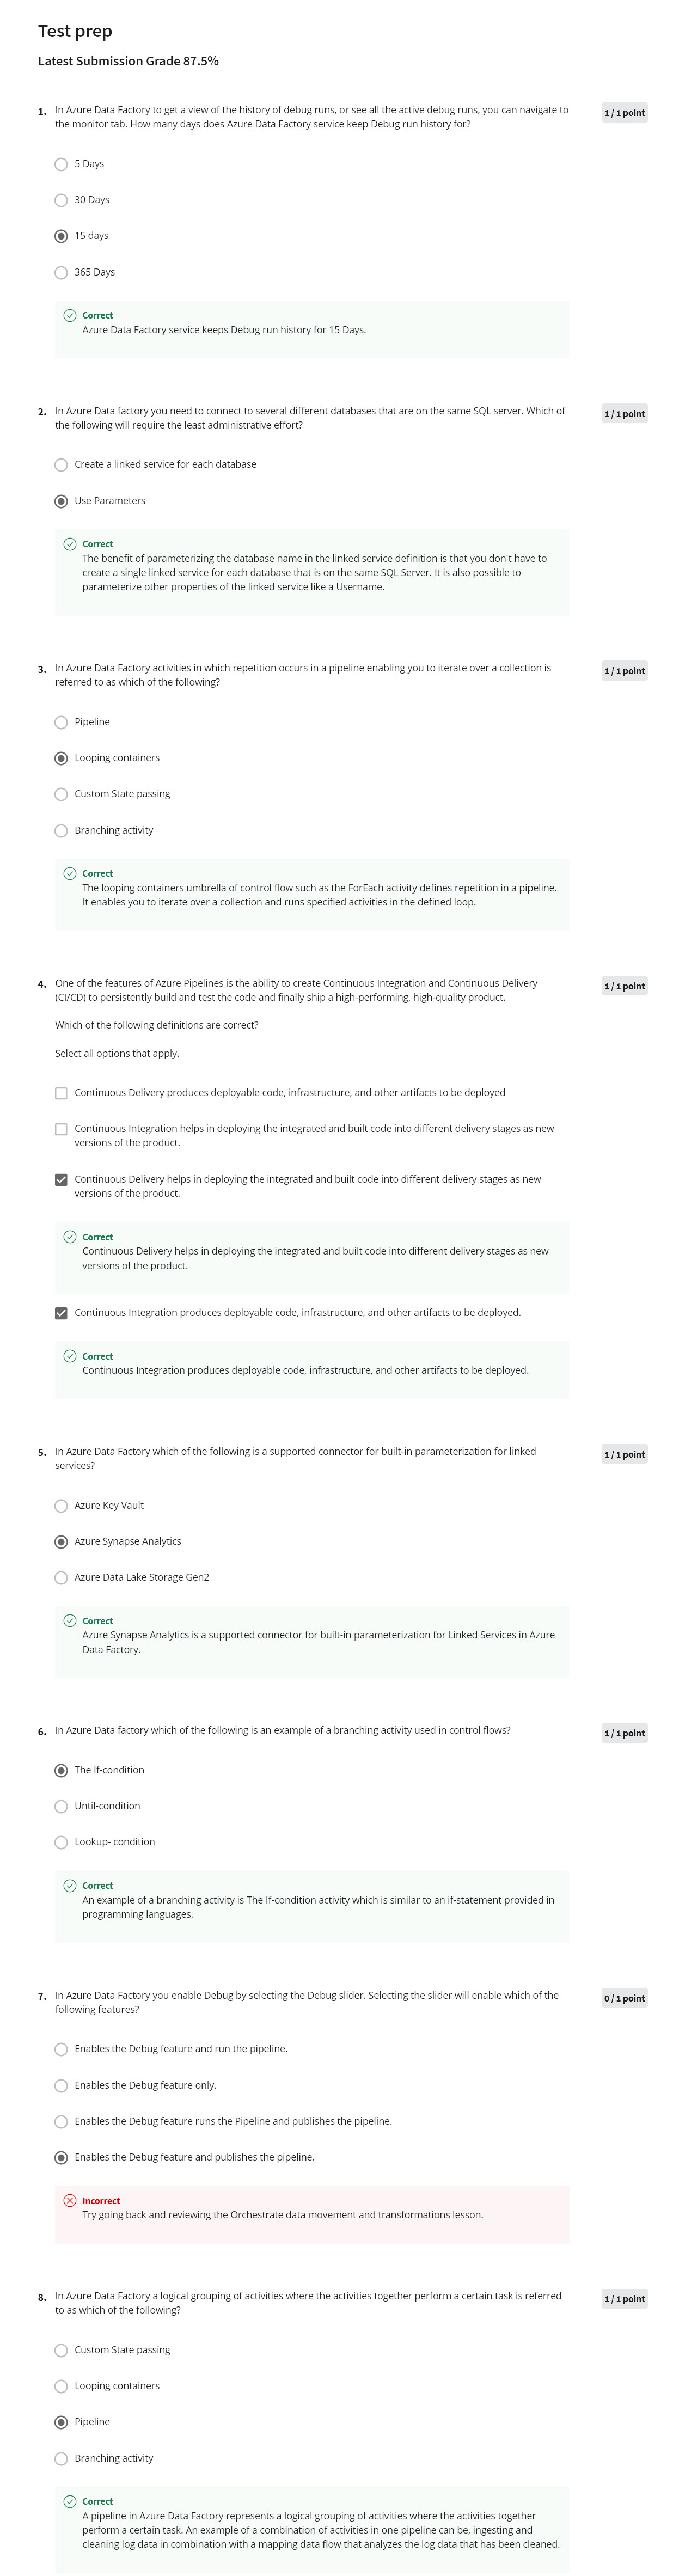 Test prep
Latest Submission Grade 87.5%
1. In Azure Data Factory to get a view of the history of debug runs, or see all the active debug runs, you can navigate to
the monitor tab. How many days does Azure Data Factory service keep Debug run history for?
1 / 1 point
5 Days
30 Days
15 days
365 Days
Correct
Azure Data Factory service keeps Debug run history for 15 Days.
2. In Azure Data factory you need to connect to several different databases that are on the same SQL server. Which of
the following will require the least administrative effort?
1 / 1 point
Create a linked service for each database
Use Parameters
Correct
The benefit of parameterizing the database name in the linked service definition is that you don't have to
create a single linked service for each database that is on the same SQL Server. It is also possible to
parameterize other properties of the linked service like a Username.
3. In Azure Data Factory activities in which repetition occurs in a pipeline enabling you to iterate over a collection is
referred to as which of the following?
1 / 1 point
Pipeline
Looping containers
Custom State passing
Branching activity
Correct
The looping containers umbrella of control flow such as the ForEach activity defines repetition in a pipeline.
It enables you to iterate over a collection and runs specified activities in the defined loop.
4. One of the features of Azure Pipelines is the ability to create Continuous Integration and Continuous Delivery
(CI/CD) to persistently build and test the code and finally ship a high-performing, high-quality product.
1 / 1 point
Which of the following definitions are correct?
Select all options that apply.
Continuous Delivery produces deployable code, infrastructure, and other artifacts to be deployed
Continuous Integration helps in deploying the integrated and built code into different delivery stages as new
versions of the product.
Continuous Delivery helps in deploying the integrated and built code into different delivery stages as new
versions of the product.
Correct
Continuous Delivery helps in deploying the integrated and built code into different delivery stages as new
versions of the product.
Continuous Integration produces deployable code, infrastructure, and other artifacts to be deployed.
Correct
Continuous Integration produces deployable code, infrastructure, and other artifacts to be deployed.
5. In Azure Data Factory which of the following is a supported connector for built-in parameterization for linked
services?
1 / 1 point
Azure Key Vault
Azure Synapse Analytics
Azure Data Lake Storage Gen2
Correct
Azure Synapse Analytics is a supported connector for built-in parameterization for Linked Services in Azure
Data Factory.
6. In Azure Data factory which of the following is an example of a branching activity used in control flows?
1 / 1 point
The If-condition
Until-condition
Lookup- condition
Correct
An example of a branching activity is The If-condition activity which is similar to an if-statement provided in
programming languages.
7. In Azure Data Factory you enable Debug by selecting the Debug slider. Selecting the slider will enable which of the
following features?
0 / 1 point
Enables the Debug feature and run the pipeline.
Enables the Debug feature only.
Enables the Debug feature runs the Pipeline and publishes the pipeline.
Enables the Debug feature and publishes the pipeline.
Incorrect
Try going back and reviewing the Orchestrate data movement and transformations lesson.
8. In Azure Data Factory a logical grouping of activities where the activities together perform a certain task is referred
to as which of the following?
1 / 1 point
Custom State passing
Looping containers
Pipeline
Branching activity
Correct
A pipeline in Azure Data Factory represents a logical grouping of activities where the activities together
perform a certain task. An example of a combination of activities in one pipeline can be, ingesting and
cleaning log data in combination with a mapping data flow that analyzes the log data that has been cleaned.